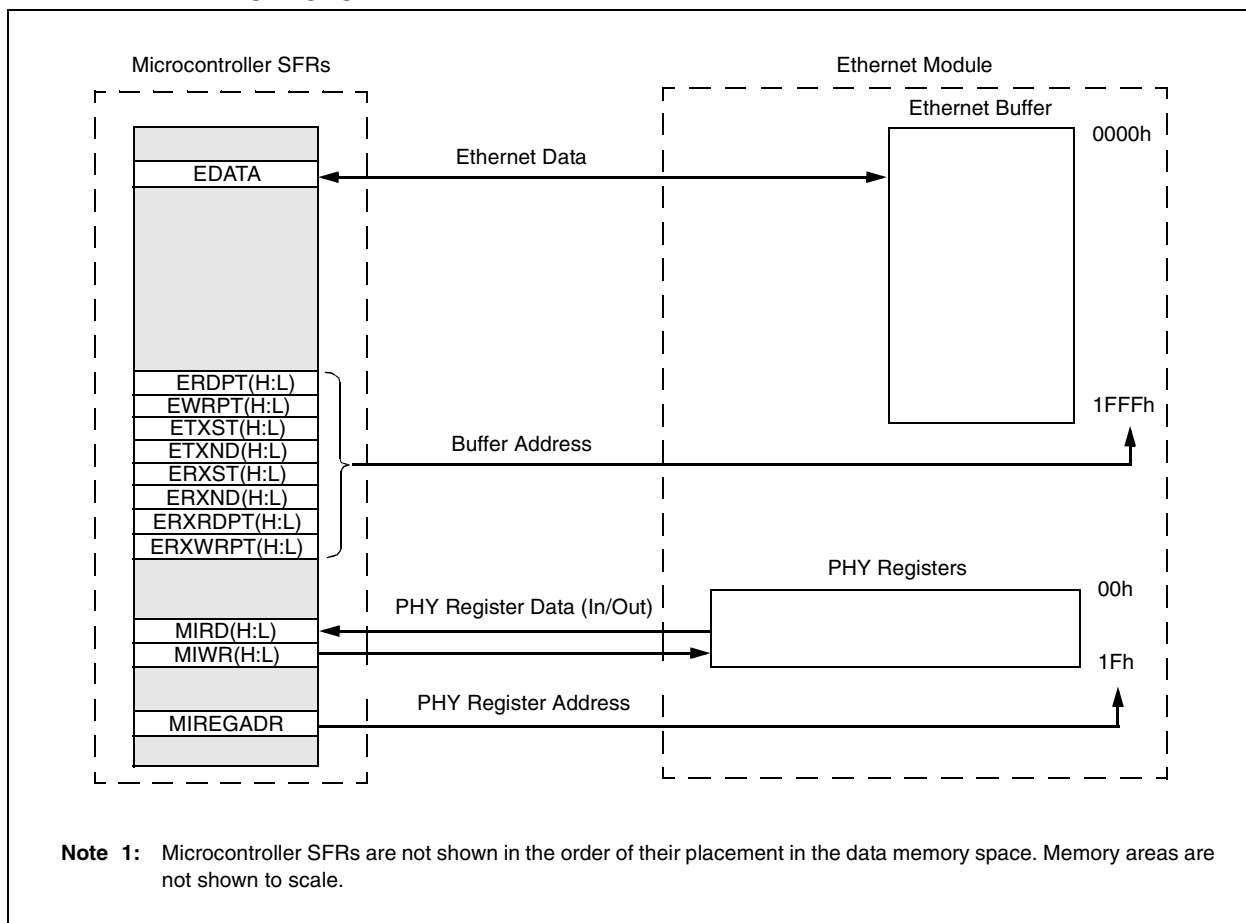 Microcontroller SFRs
Ethernet Module
Ethernet Buffer
0000h
Ethernet Data
EDATA
ERDPT(H:L)
EWRPT(H:L)
ETXST(H:L)
ETXND(H:L)
ERXST(H:L)
ERXND(H:L)
ERXRDPT(H:L)
ERXWRPT(H:L)
1FFFh
Buffer Address
PHY Registers
00h
PHY Register Data (In/Out)
MIRD(H:L)
MIWR(H:L)
1Fh
PHY Register Address
MIREGADR
Note 1: Microcontroller SFRs are not shown in the order of their placement in the data memory space. Memory areas are
not shown to scale.